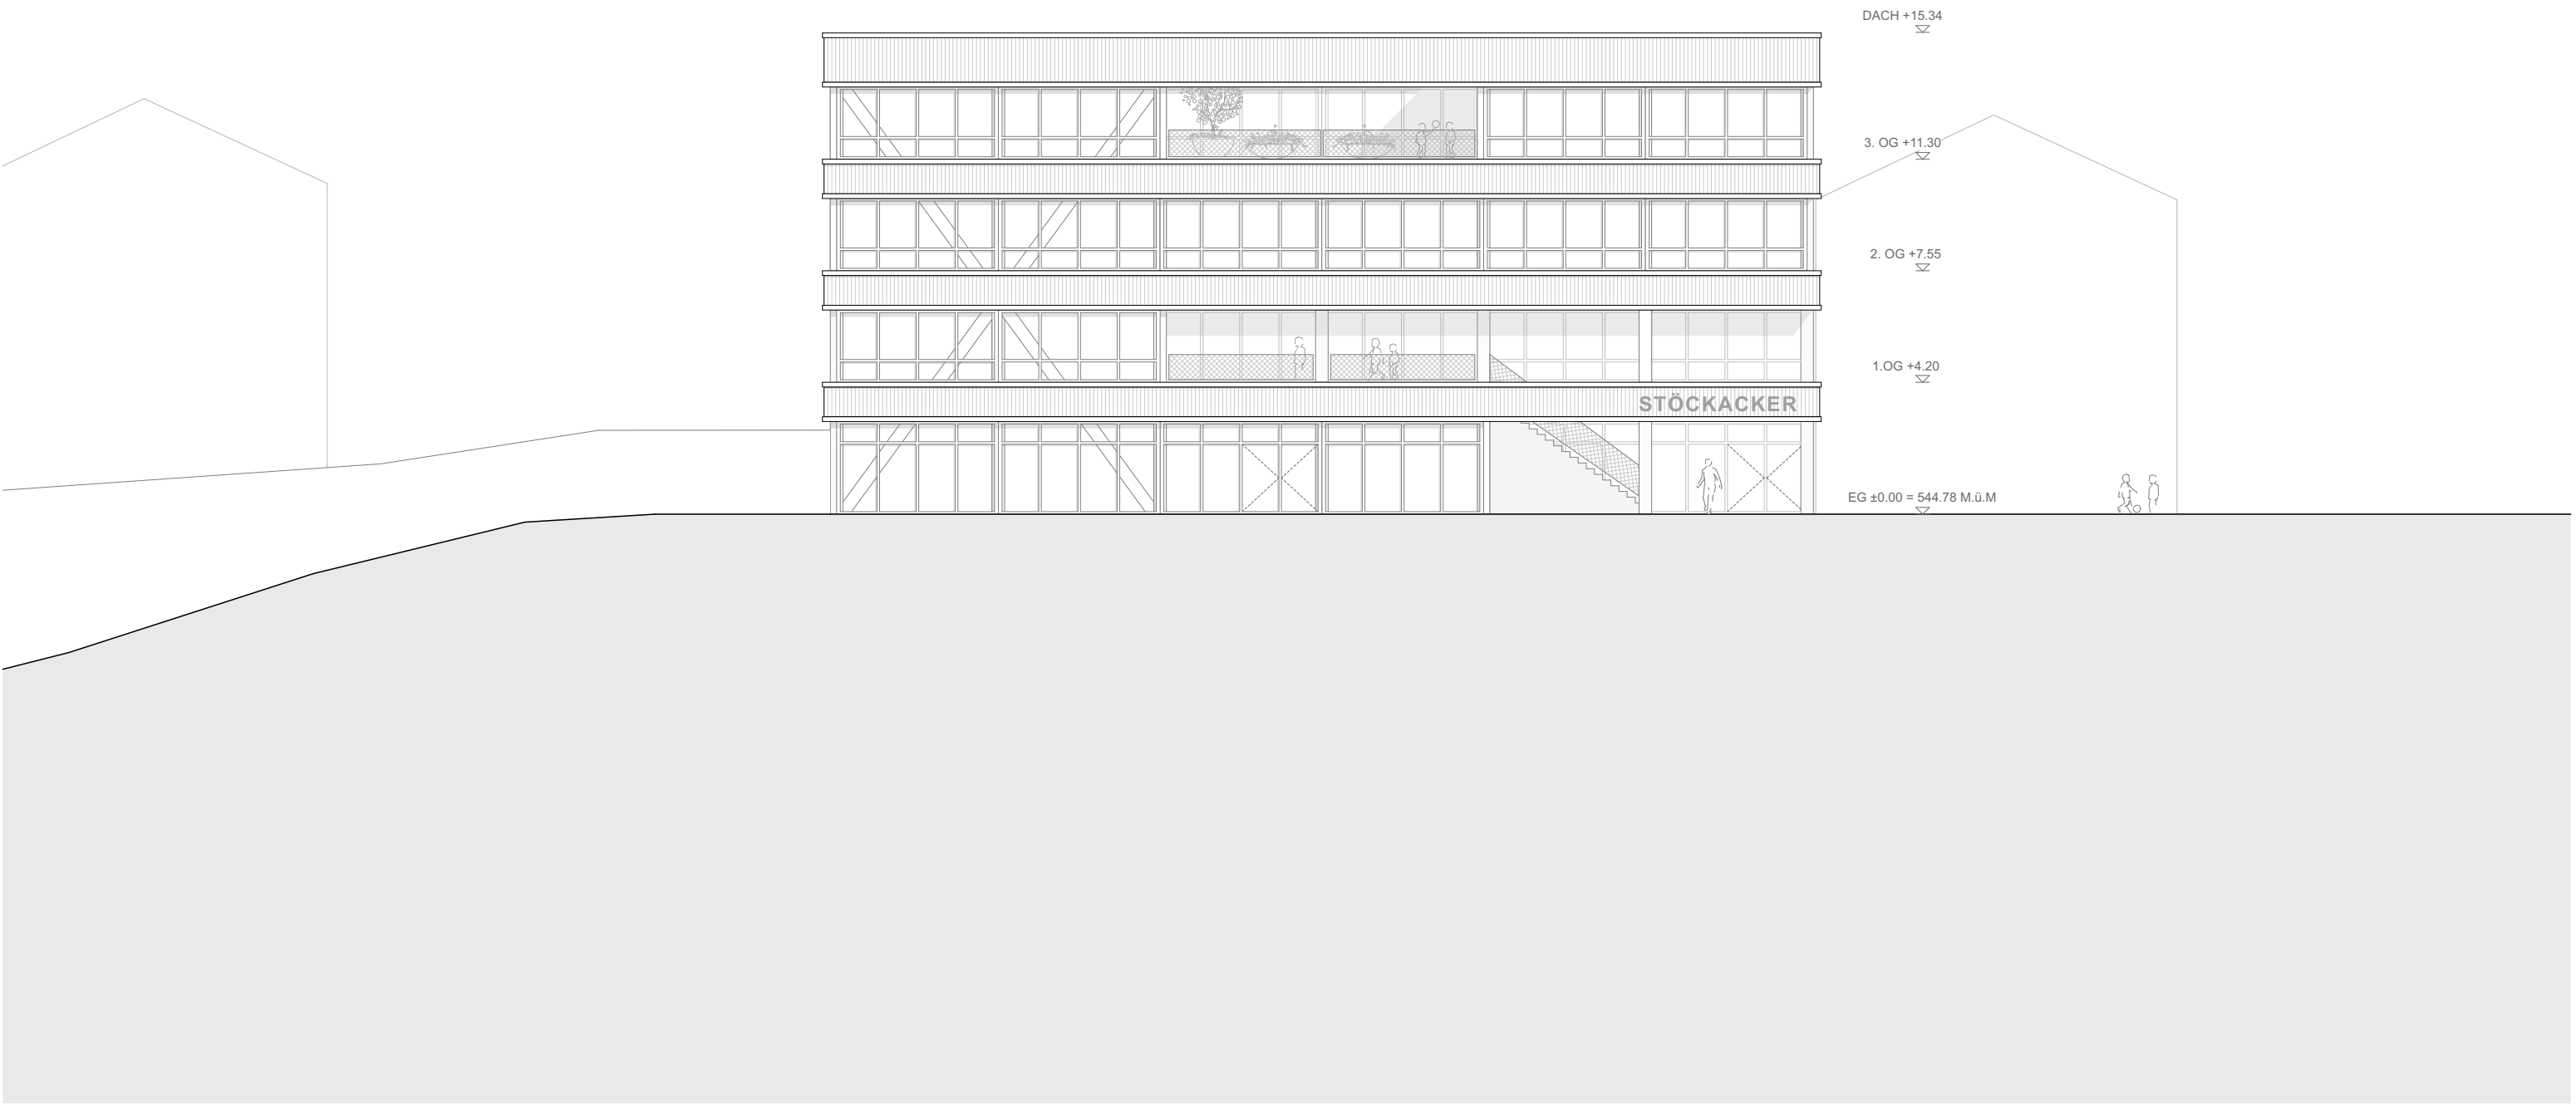 DACH +15.34
3. OG +11.30
2. OG +7.55
1.OG +4.20
STÖCKACKER
EG ±0.00 = 544.78 M.ü.M